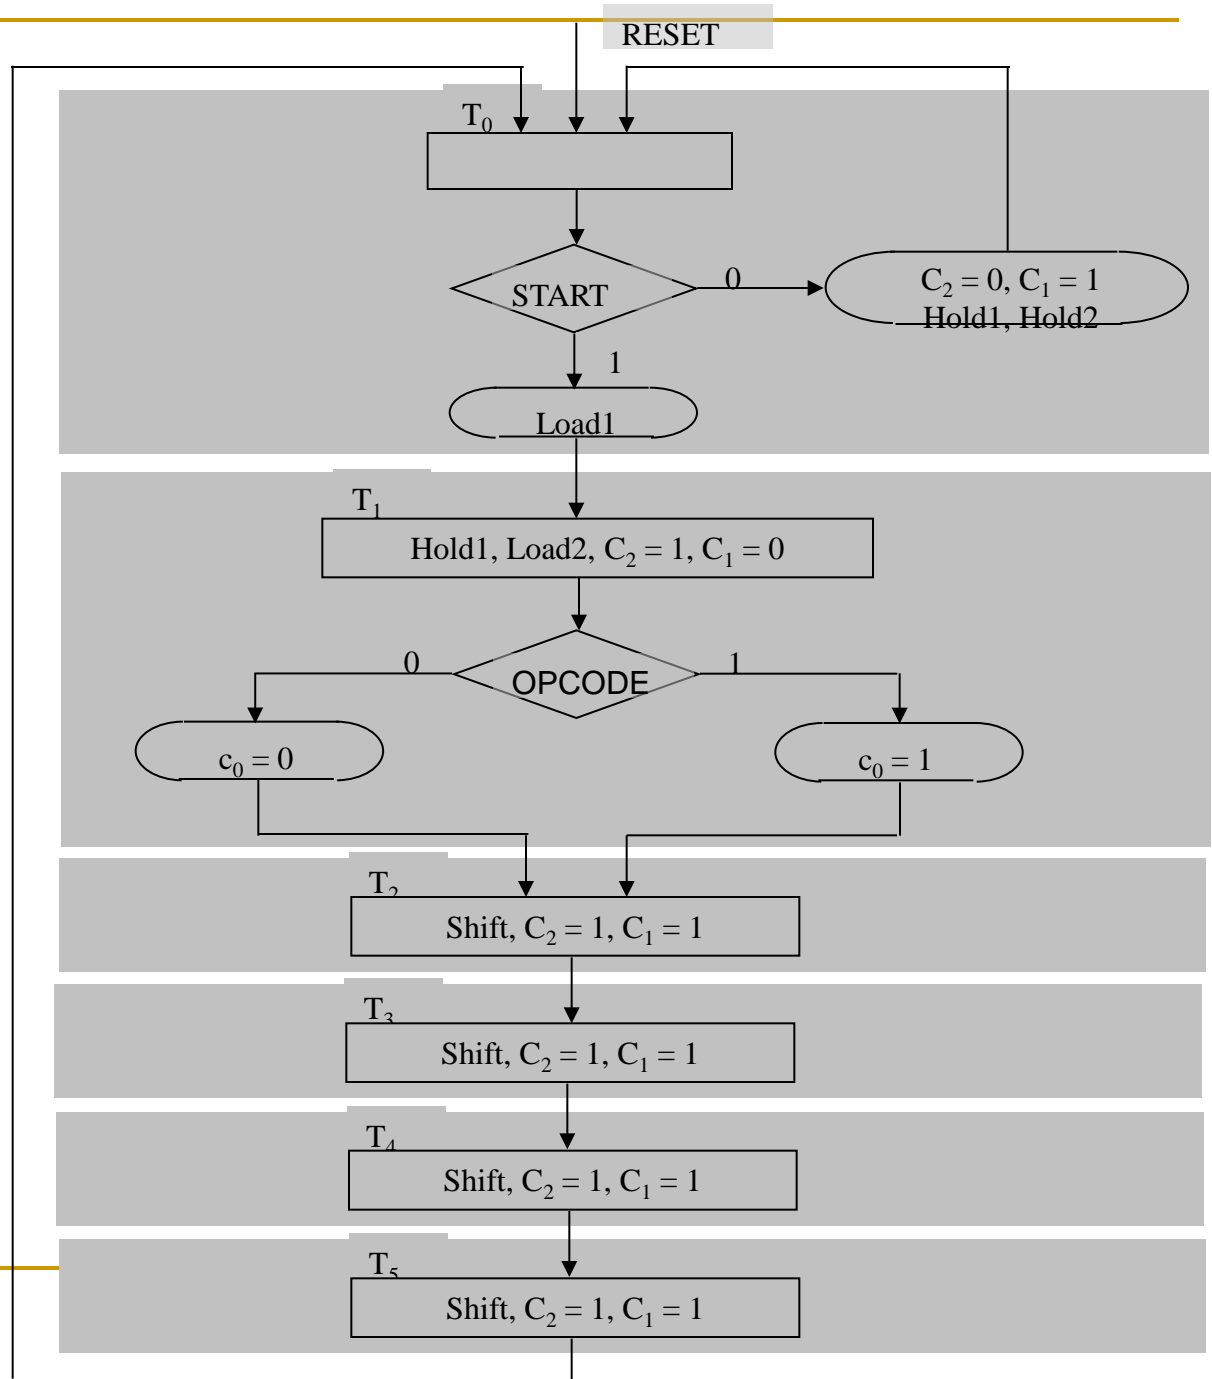 RESET
T₀
START
0
C₂ = 0, C₁ = 1
Hold1, Hold2
1
Load1
T₁
Hold1, Load2, C₂ = 1, C₁ = 0
0
OPCODE
1
c₀ = 0
c₀ = 1
T₂
Shift, C₂ = 1, C₁ = 1
T₃
Shift, C₂ = 1, C₁ = 1
T₄
Shift, C₂ = 1, C₁ = 1
T₅
Shift, C₂ = 1, C₁ = 1